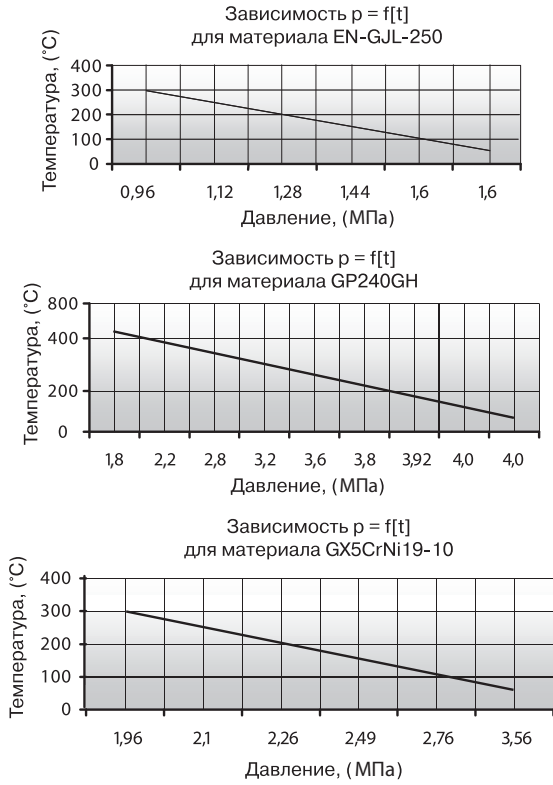 Зависимость p = f[t]
для материала EN-GJL-250
Температура, (°C)
400
300
200
100
0
0,96 1,12 1,28 1,44 1,6 1,6
Давление, (МПа)
Зависимость p = f[t]
для материала GP240GH
Температура, (°C)
800
400
200
0
1,8 2,2 2,8 3,2 3,6 3,8 3,92 4,0 4,0
Давление, (МПа)
Зависимость p = f[t]
для материала GX5CrNi19-10
Температура, (°C)
400
300
200
100
0
1,96 2,1 2,26 2,49 2,76 3,56
Давление, (МПа)